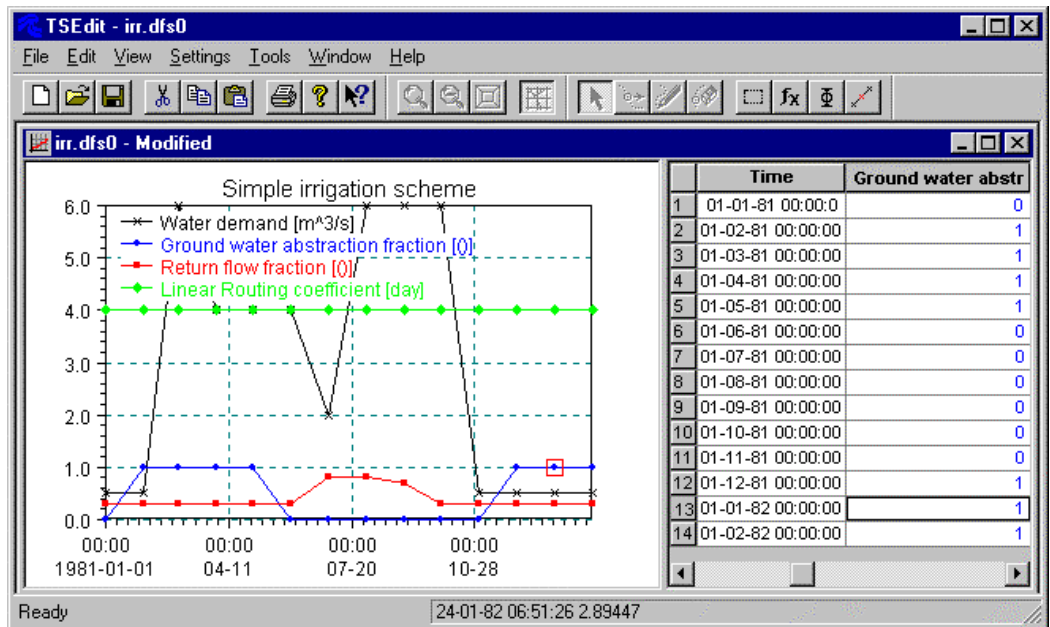 TSEdit - irr.dfs0
File Edit View Settings Tools Window Help
fx Φ
irr.dfs0 - Modified
Simple irrigation scheme
Water demand [m^3/s]
Ground water abstraction fraction [()]
Return flow fraction [()]
Linear Routing coefficient [day]
6.0
5.0
4.0
3.0
2.0
1.0
0.0
00:00 00:00 00:00 00:00
1981-01-01 04-11 07-20 10-28
Time Ground water abstr
1 01-01-81 00:00:0 0
2 01-02-81 00:00:00 1
3 01-03-81 00:00:00 1
4 01-04-81 00:00:00 1
5 01-05-81 00:00:00 1
6 01-06-81 00:00:00 0
7 01-07-81 00:00:00 0
8 01-08-81 00:00:00 0
9 01-09-81 00:00:00 0
10 01-10-81 00:00:00 0
11 01-11-81 00:00:00 0
12 01-12-81 00:00:00 1
13 01-01-82 00:00:00 1
14 01-02-82 00:00:00 1
Ready 24-01-82 06:51:26 2.89447